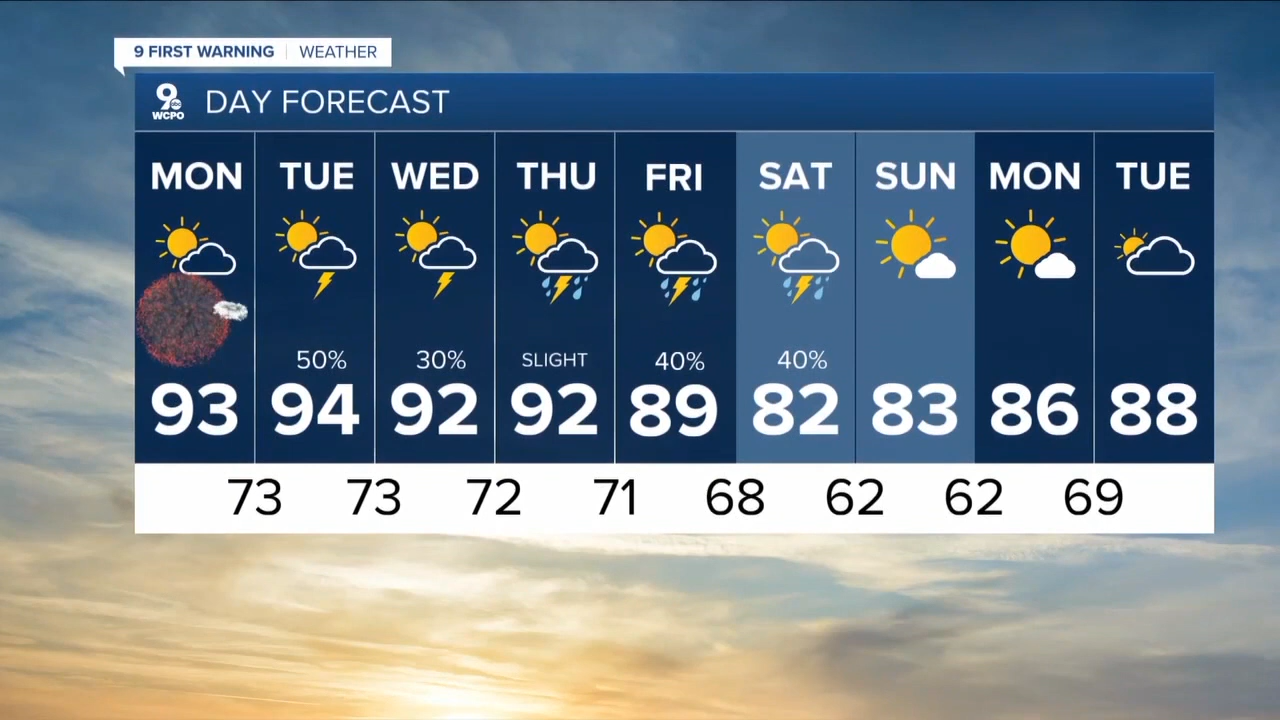 9 FIRST WARNING | WEATHER
9 abc WCPO DAY FORECAST
MON TUE WED THU FRI SAT SUN MON TUE
50% 30% SLIGHT 40% 40%
93 94 92 92 89 82 83 86 88
73 73 72 71 68 62 62 69